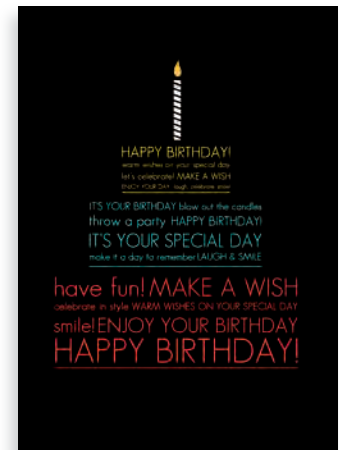 HAPPY BIRTHDAY!
warm wishes on your special day
let's celebrate! MAKE A WISH
ENJOY YOUR DAY laugh celebrate
IT'S YOUR BIRTHDAY blow out the candles
throw a party HAPPY BIRTHDAY!
IT'S YOUR SPECIAL DAY
make it a day to remember LAUGH & SMILE
have fun! MAKE A WISH
celebrate in style WARM WISHES ON YOUR SPECIAL DAY
smile! ENJOY YOUR BIRTHDAY
HAPPY BIRTHDAY!